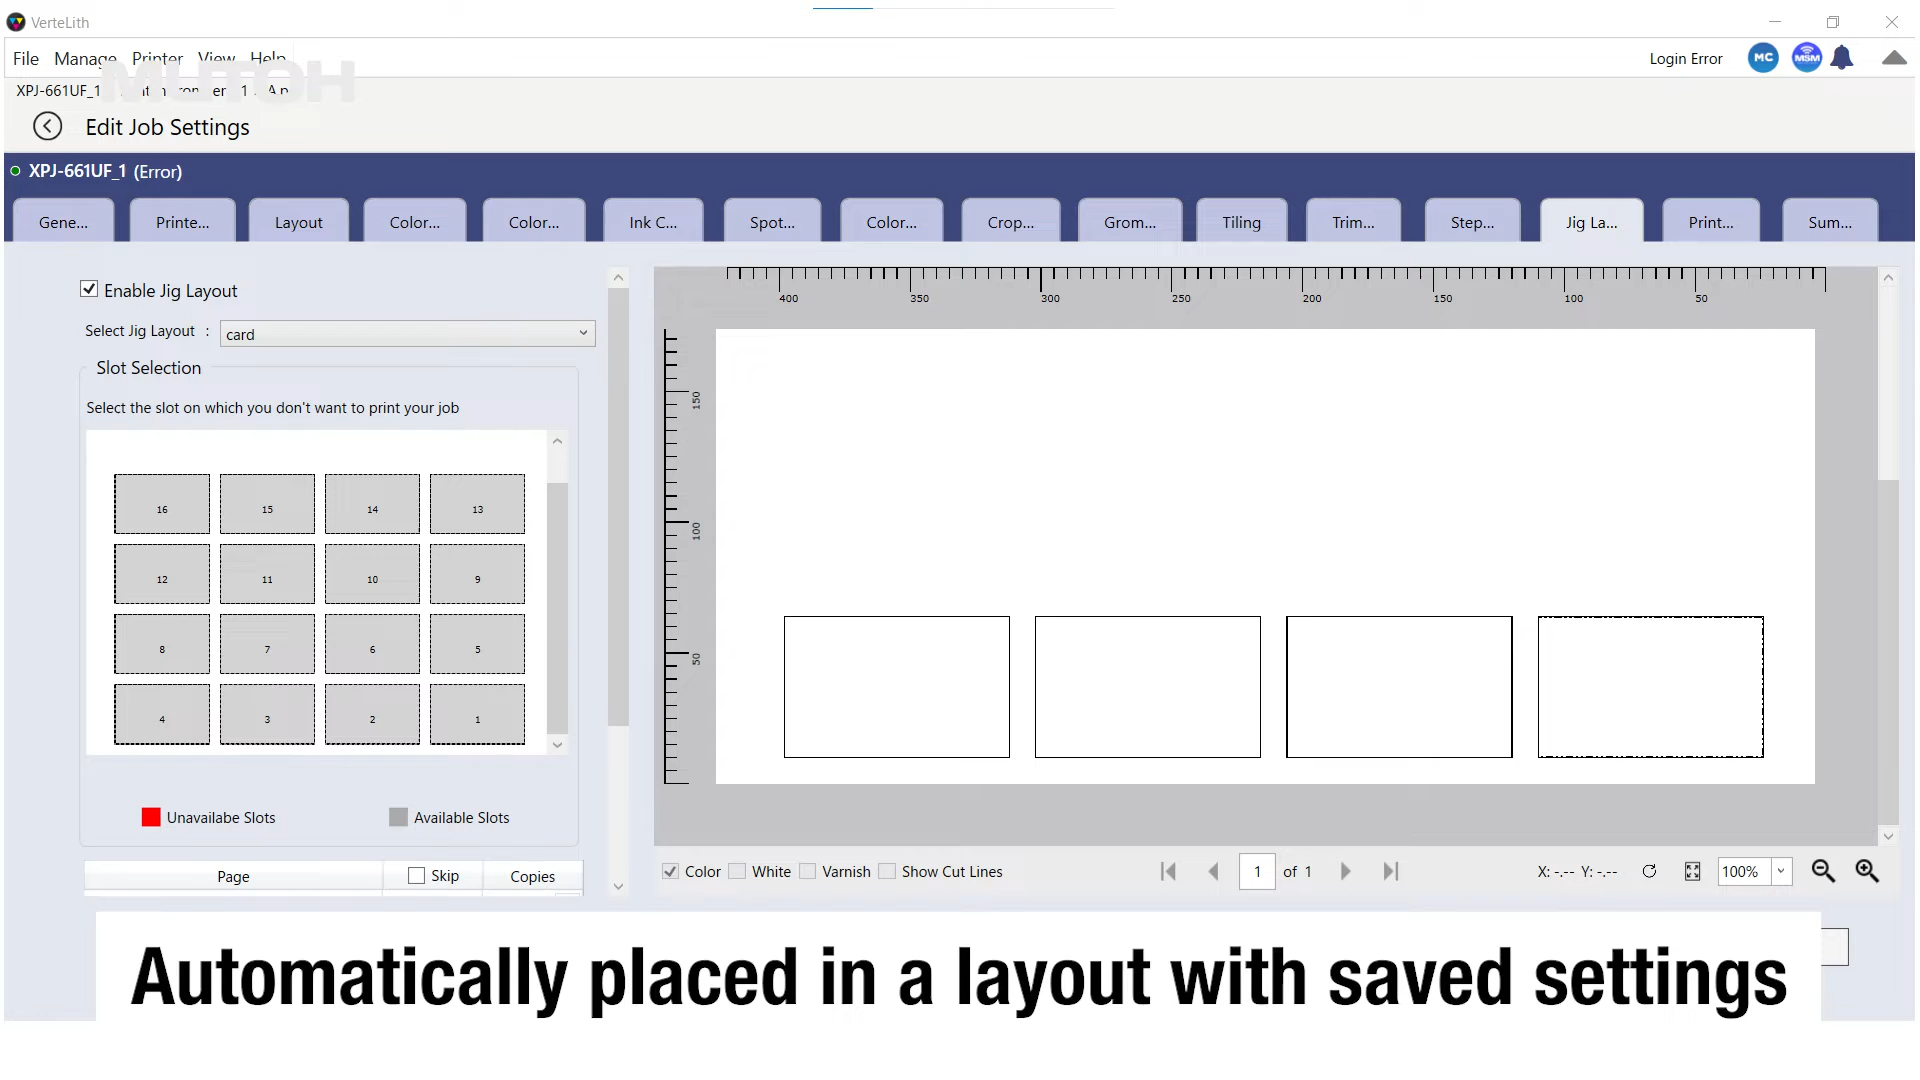 VerteLith
File Manage Printer View Help
Login Error MC MSM
MUTOH
XPJ-661UF_1
Edit Job Settings
XPJ-661UF_1 (Error)
Gene... Printe... Layout Color... Color... Ink C... Spot... Color... Crop... Grom... Tiling Trim... Step... Jig La... Print... Sum...
Enable Jig Layout
Select Jig Layout : card
Slot Selection
Select the slot on which you don't want to print your job
16 15 14 13
12 11 10 9
8 7 6 5
4 3 2 1
Unavailabe Slots Available Slots
Page Skip Copies
400 350 300 250 200 150 100 50
150
100
50
Color White Varnish Show Cut Lines 1 of 1 X: -.-- Y: -.-- 100%
Automatically placed in a layout with saved settings